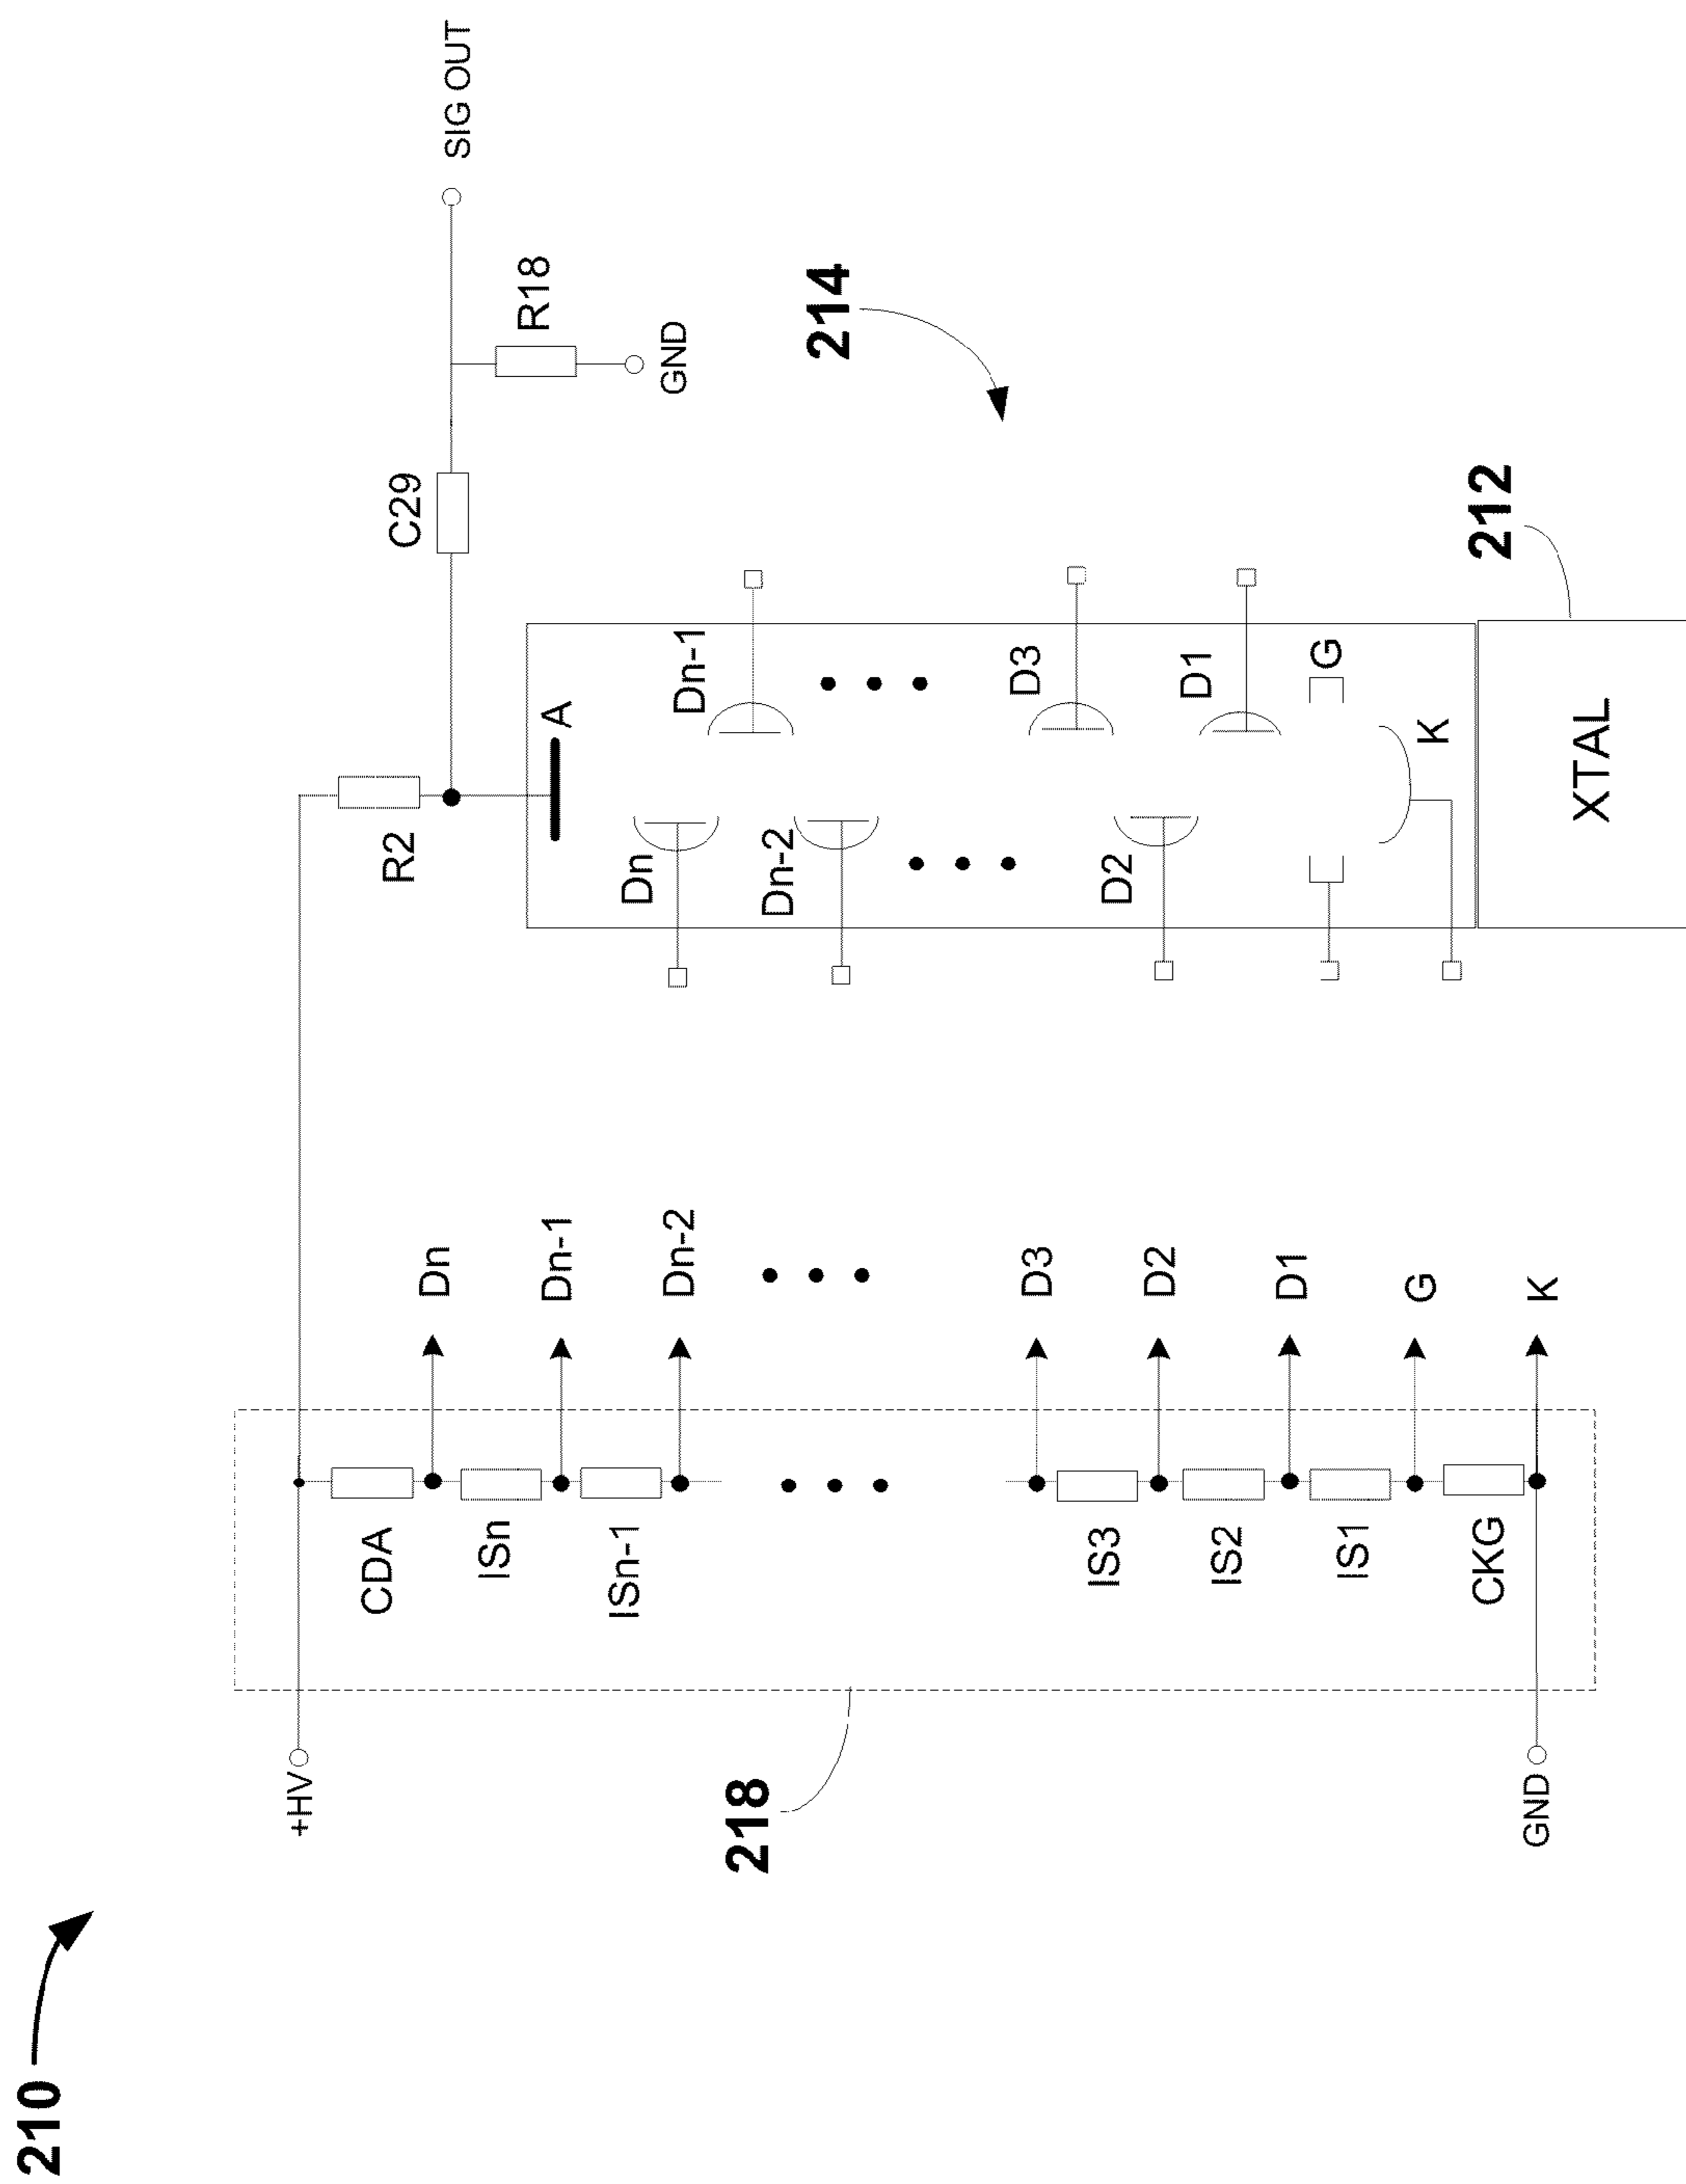 210
+HV
CDA
Dn
ISn
Dn-1
ISn-1
Dn-2
D3
IS3
D2
IS2
D1
IS1
G
CKG
K
GND
218
R2
C29
SIG OUT
R18
GND
A
Dn
Dn-1
Dn-2
D3
D2
D1
G
K
214
212
XTAL